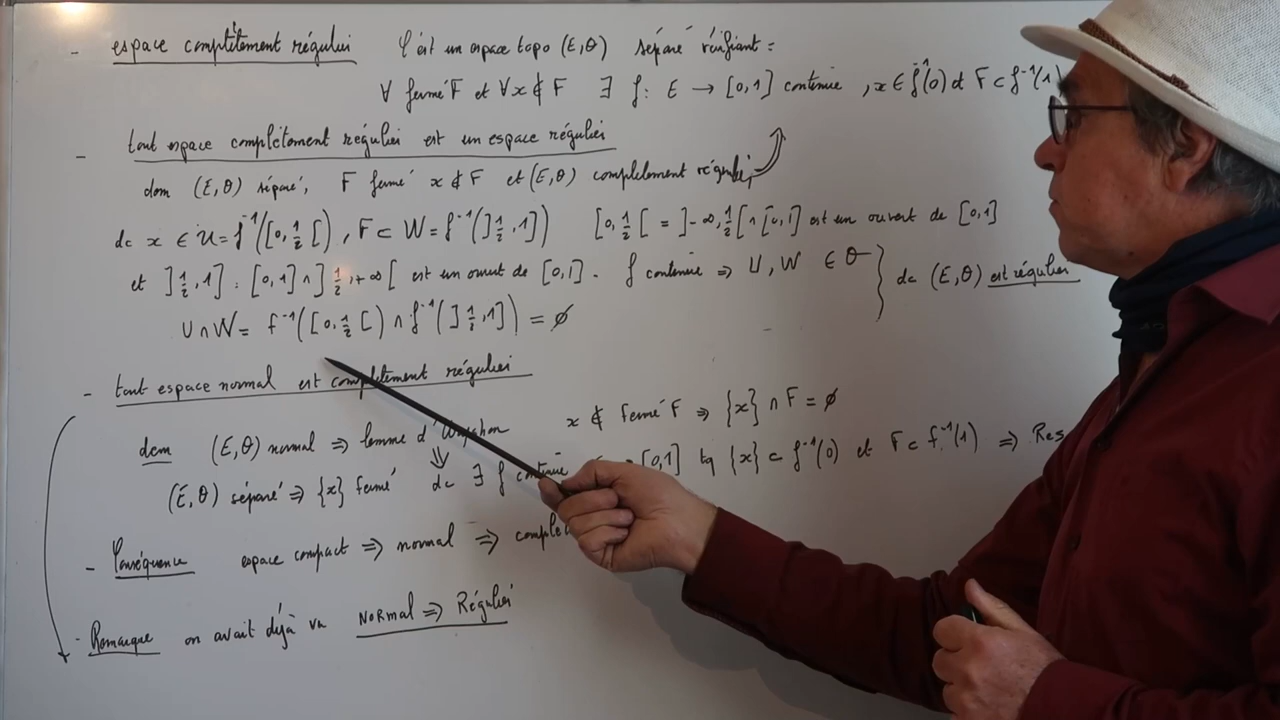 - espace complètement régulier C'est un espace topo (E,θ) séparé vérifiant :
∀ fermé F et ∀x ∉ F ∃ f: E → [0,1] continue , x ∈ f⁻¹(0) et F ⊂ f⁻¹(1)
- tout espace complètement régulier est un espace régulier
dem (E,θ) séparé, F fermé x ∉ F et (E,θ) complètement régulier
dc x ∈ U = f⁻¹([0,1/2[) , F ⊂ W = f⁻¹(]1/2,1]) [0,1/2[ = ]-∞,1/2[ ∩ [0,1] est un ouvert de [0,1]
et ]1/2,1] = [0,1] ∩ ]1/2,+∞[ est un ouvert de [0,1]. f continue ⇒ U, W ∈ θ } dc (E,θ) est régulier
U ∩ W = f⁻¹([0,1/2[) ∩ f⁻¹(]1/2,1]) = ∅
- tout espace normal est complètement régulier
dem (E,θ) normal ⇒ lemme d' x ∉ fermé F ⇒ {x} ∩ F = ∅
(E,θ) séparé ⇒ {x} fermé dc ∃ f continue [0,1] tq {x} ⊂ f⁻¹(0) et F ⊂ f⁻¹(1) ⇒ Res
- Conséquence espace compact ⇒ normal ⇒ complè
- Remarque on avait déjà vu NORMAL ⇒ Régulier